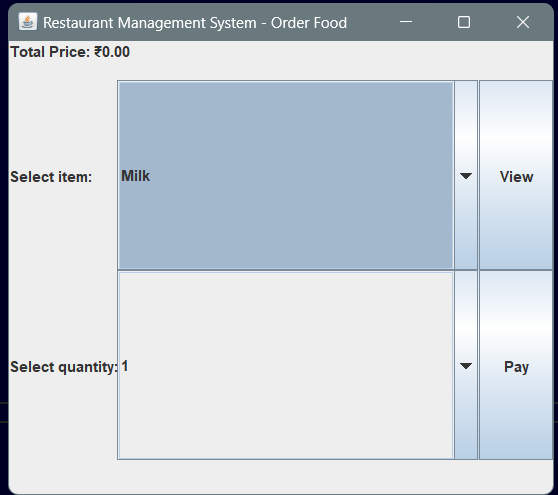 Restaurant Management System - Order Food
Total Price: ₹0.00
Select item:
Milk
View
Select quantity:
1
Pay